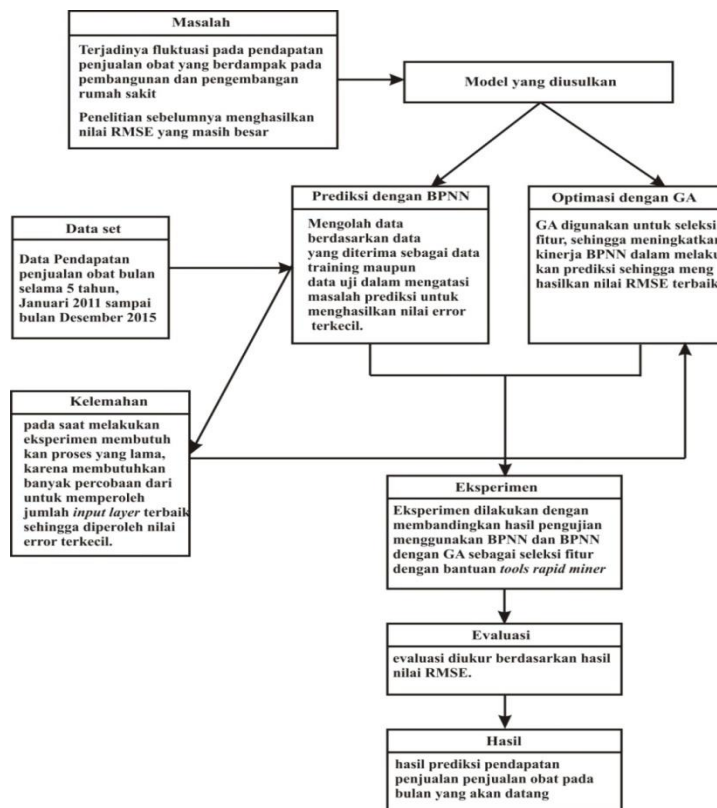 Masalah
Terjadinya fluktuasi pada pendapatan
penjualan obat yang berdampak pada
pembangunan dan pengembangan
rumah sakit
Penelitian sebelumnya menghasilkan
nilai RMSE yang masih besar
Model yang diusulkan
Prediksi dengan BPNN
Mengolah data
berdasarkan data
yang diterima sebagai data
training maupun
data uji dalam mengatasi
masalah prediksi untuk
menghasilkan nilai error
terkecil.
Optimasi dengan GA
GA digunakan untuk seleksi
fitur, sehingga meningkatkan
kinerja BPNN dalam melaku
kan prediksi sehingga meng
hasilkan nilai RMSE terbaik
Data set
Data Pendapatan
penjualan obat bulan
selama 5 tahun,
Januari 2011 sampai
bulan Desember 2015
Kelemahan
pada saat melakukan
eksperimen membutuh
kan proses yang lama,
karena membutuhkan
banyak percobaan dari
untuk memperoleh
jumlah input layer terbaik
sehingga diperoleh nilai
error terkecil.
Eksperimen
Eksperimen dilakukan dengan
membandingkan hasil pengujian
menggunakan BPNN dan BPNN
dengan GA sebagai seleksi fitur
dengan bantuan tools rapid miner
Evaluasi
evaluasi diukur berdasarkan hasil
nilai RMSE.
Hasil
hasil prediksi pendapatan
penjualan penjualan obat pada
bulan yang akan datang